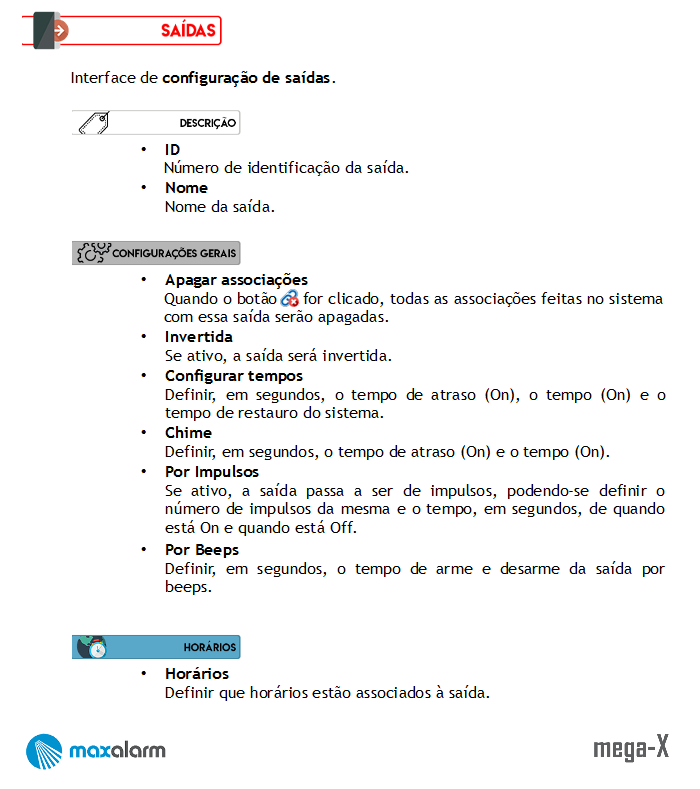 SAÍDAS
Interface de configuração de saídas.
DESCRIÇÃO
• ID
Número de identificação da saída.
• Nome
Nome da saída.
CONFIGURAÇÕES GERAIS
• Apagar associações
Quando o botão for clicado, todas as associações feitas no sistema
com essa saída serão apagadas.
• Invertida
Se ativo, a saída será invertida.
• Configurar tempos
Definir, em segundos, o tempo de atraso (On), o tempo (On) e o
tempo de restauro do sistema.
• Chime
Definir, em segundos, o tempo de atraso (On) e o tempo (On).
• Por Impulsos
Se ativo, a saída passa a ser de impulsos, podendo-se definir o
número de impulsos da mesma e o tempo, em segundos, de quando
está On e quando está Off.
• Por Beeps
Definir, em segundos, o tempo de arme e desarme da saída por
beeps.
HORÁRIOS
• Horários
Definir que horários estão associados à saída.
maxalarm
mega-X